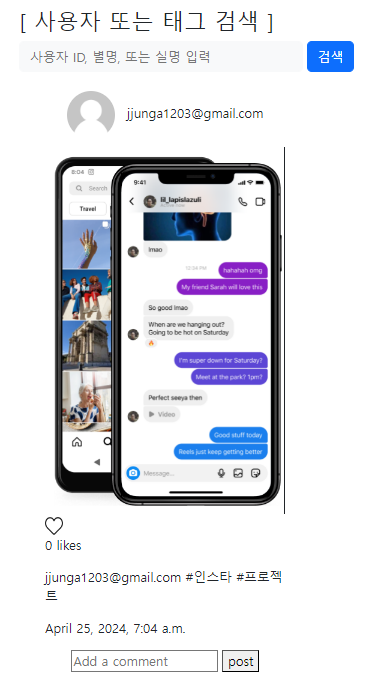 [ 사용자 또는 태그 검색 ]
사용자 ID, 별명, 또는 실명 입력
검색
jjunga1203@gmail.com
8:04
Search
Travel
9:41
lil_lapislazuli
lmao
12:34 PM
hahahah omg
My friend Sarah will love this
So good lmao
When are we hanging out?
Going to be hot on Saturday
🔥
I'm super down for Saturday?
Meet at the park? 1pm?
Perfect seeya then
Video
Good stuff today
Reels just keep getting better
Message...
0 likes
jjunga1203@gmail.com #인스타 #프로젝
트
April 25, 2024, 7:04 a.m.
Add a comment
post